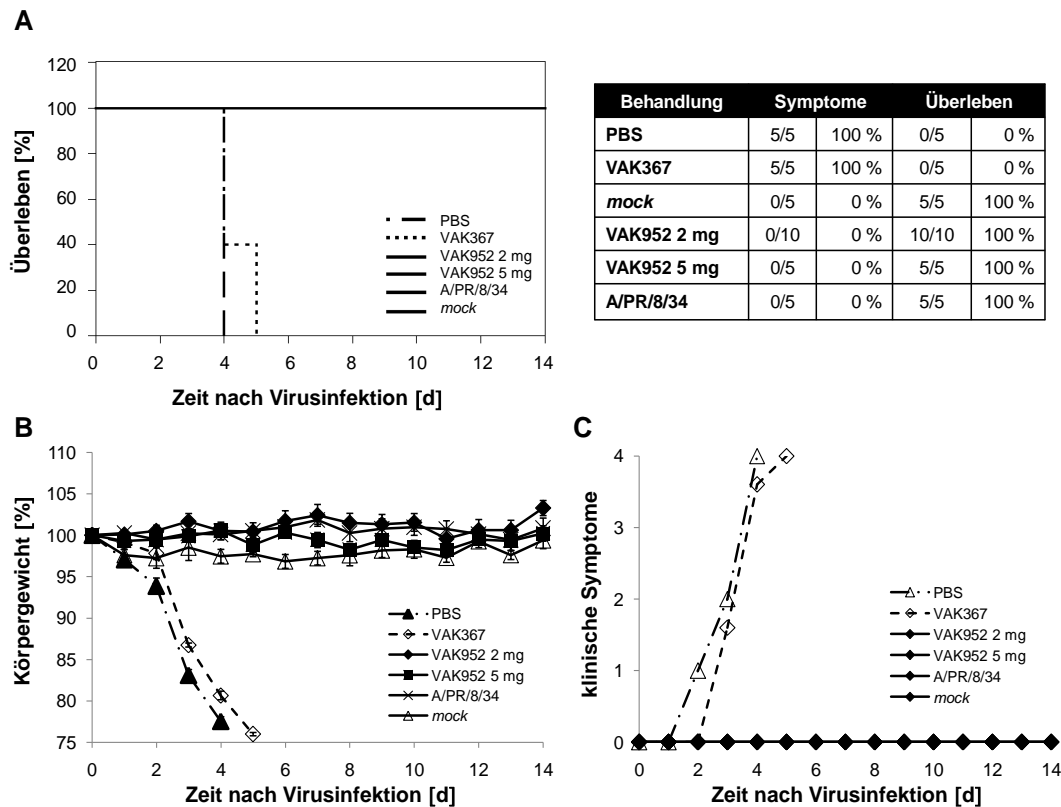 A
120
100
80
60
40
20
0
Überleben [%]
0 2 4 6 8 10 12 14
Zeit nach Virusinfektion [d]
PBS
VAK367
VAK952 2 mg
VAK952 5 mg
A/PR/8/34
mock
Behandlung Symptome Überleben
PBS 5/5 100 % 0/5 0 %
VAK367 5/5 100 % 0/5 0 %
mock 0/5 0 % 5/5 100 %
VAK952 2 mg 0/10 0 % 10/10 100 %
VAK952 5 mg 0/5 0 % 5/5 100 %
A/PR/8/34 0/5 0 % 5/5 100 %
B
110
105
100
95
90
85
80
75
Körpergewicht [%]
0 2 4 6 8 10 12 14
Zeit nach Virusinfektion [d]
PBS
VAK367
VAK952 2 mg
VAK952 5 mg
A/PR/8/34
mock
C
4
3
2
1
0
klinische Symptome
0 2 4 6 8 10 12 14
Zeit nach Virusinfektion [d]
PBS
VAK367
VAK952 2 mg
VAK952 5 mg
A/PR/8/34
mock